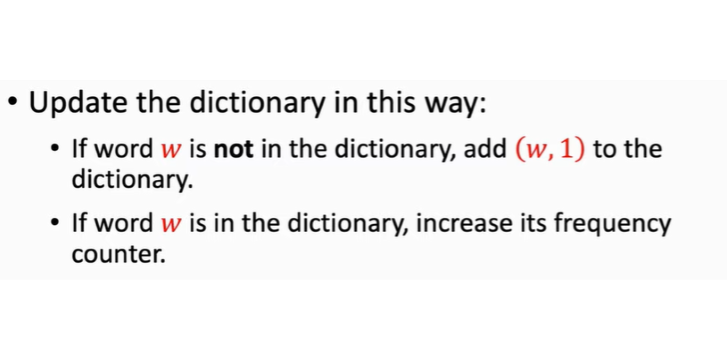 • Update the dictionary in this way:
• If word w is not in the dictionary, add (w, 1) to the
dictionary.
• If word w is in the dictionary, increase its frequency
counter.